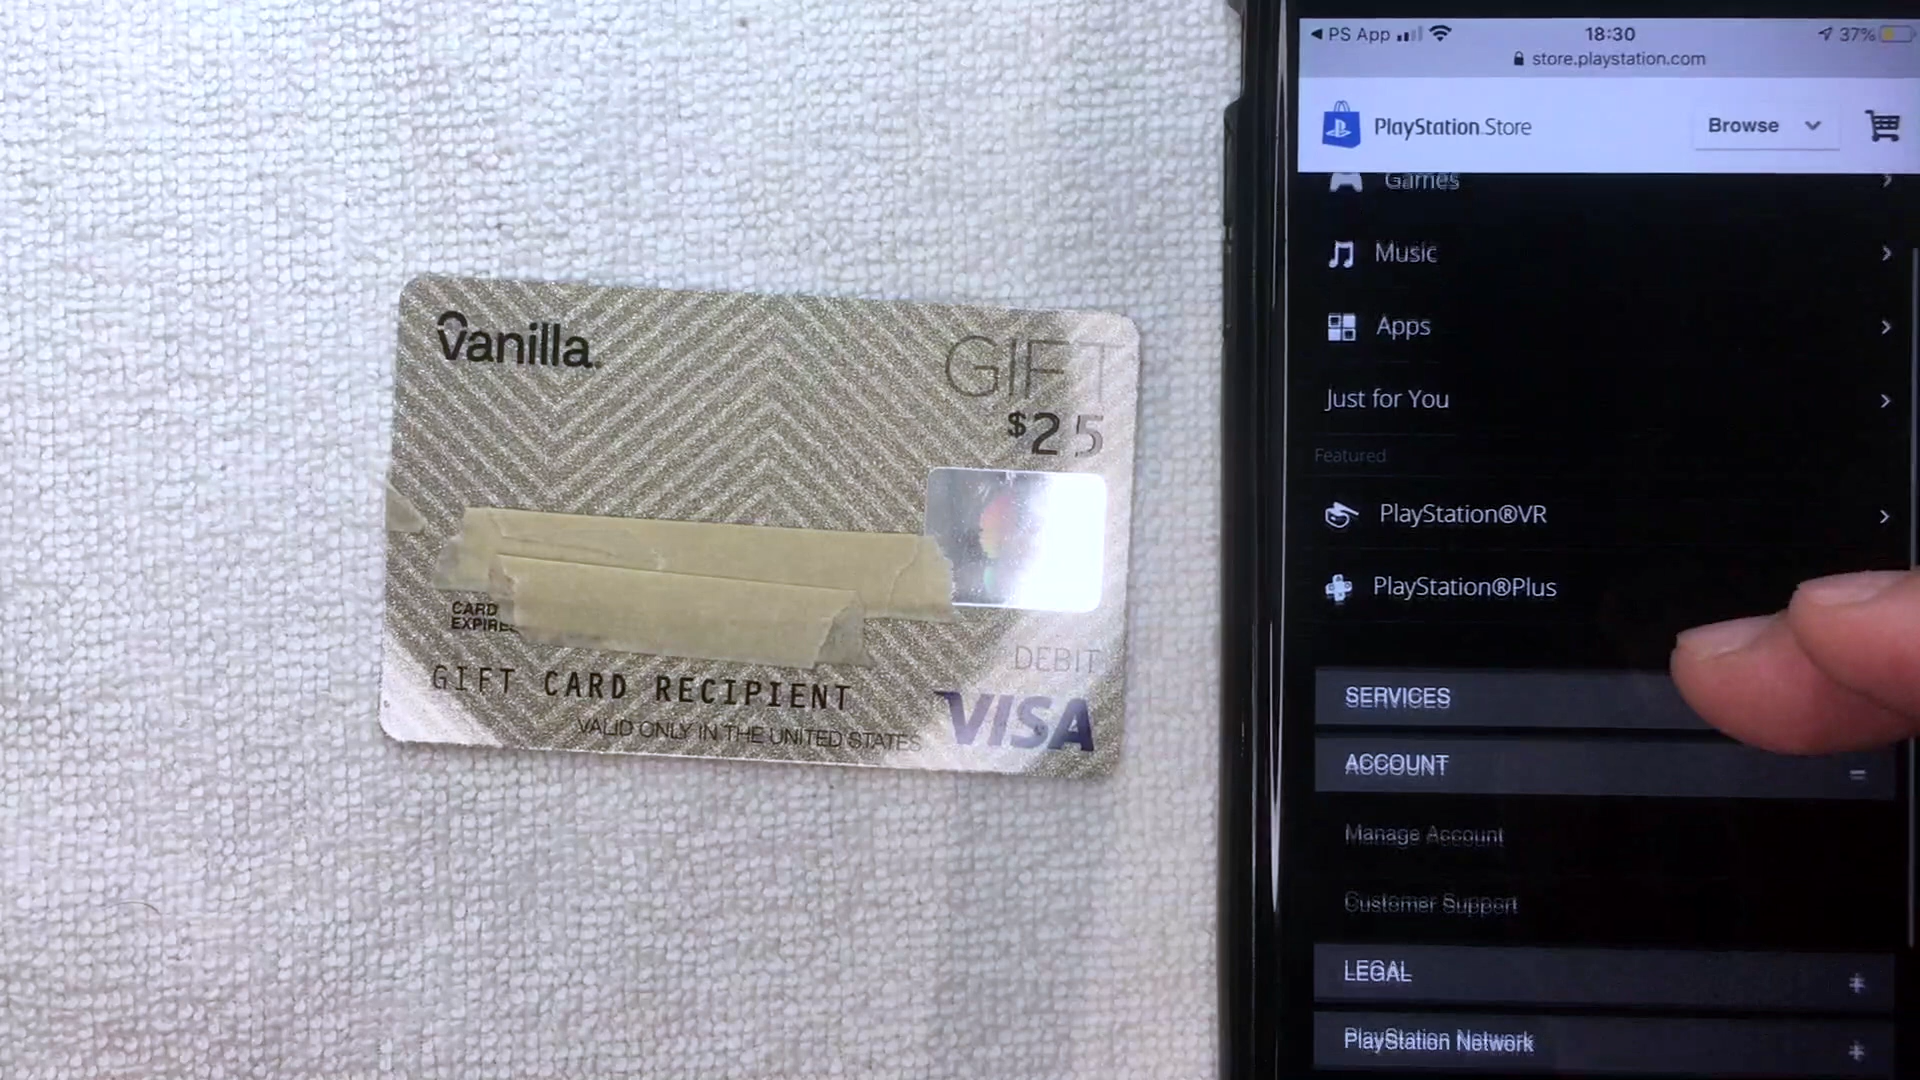 Vanilla
GIFT
$25
CARD
EXPIRES
GIFT CARD RECIPIENT
VALID ONLY IN THE UNITED STATES
DEBIT
VISA
PS App
18:30
37%
store.playstation.com
PlayStation Store
Browse
Games
Music
Apps
Just for You
Featured
PlayStation®VR
PlayStation®Plus
SERVICES
ACCOUNT
Manage Account
Customer Support
LEGAL
PlayStation Network